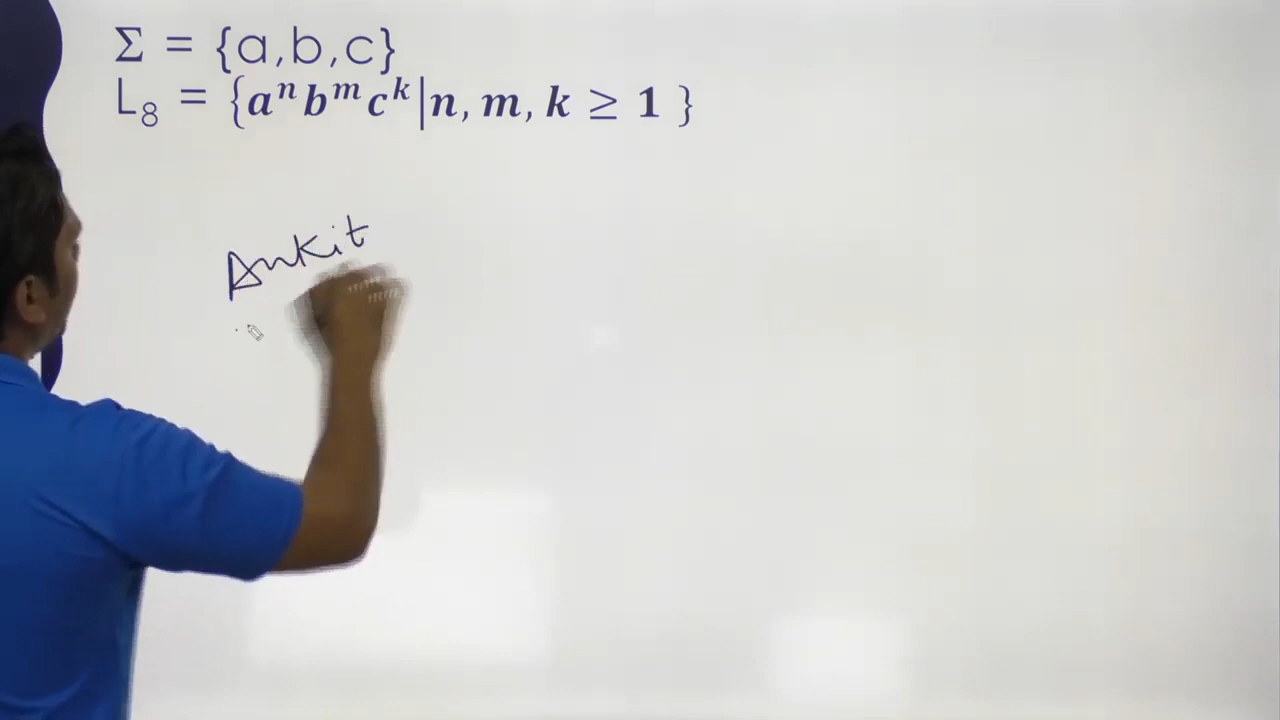 Σ = {a,b,c}
L₈ = {aⁿbᵐcᵏ|n, m, k ≥ 1 }
Ankit